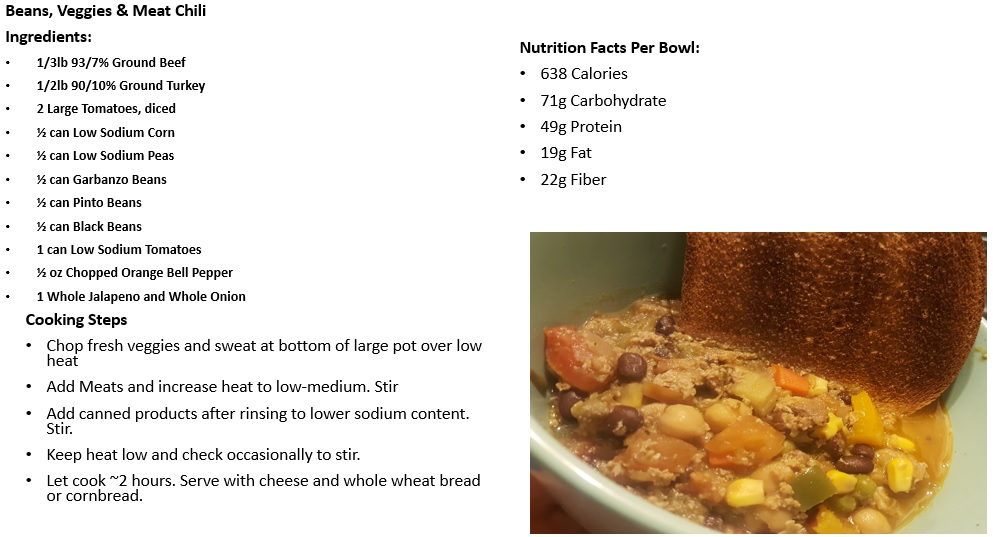 Beans, Veggies & Meat Chili
Ingredients:
• 1/3lb 93/7% Ground Beef
• 1/2lb 90/10% Ground Turkey
• 2 Large Tomatoes, diced
• ½ can Low Sodium Corn
• ½ can Low Sodium Peas
• ½ can Garbanzo Beans
• ½ can Pinto Beans
• ½ can Black Beans
• 1 can Low Sodium Tomatoes
• ½ oz Chopped Orange Bell Pepper
• 1 Whole Jalapeno and Whole Onion
Cooking Steps
• Chop fresh veggies and sweat at bottom of large pot over low
heat
• Add Meats and increase heat to low-medium. Stir
• Add canned products after rinsing to lower sodium content.
Stir.
• Keep heat low and check occasionally to stir.
• Let cook ~2 hours. Serve with cheese and whole wheat bread
or cornbread.
Nutrition Facts Per Bowl:
• 638 Calories
• 71g Carbohydrate
• 49g Protein
• 19g Fat
• 22g Fiber